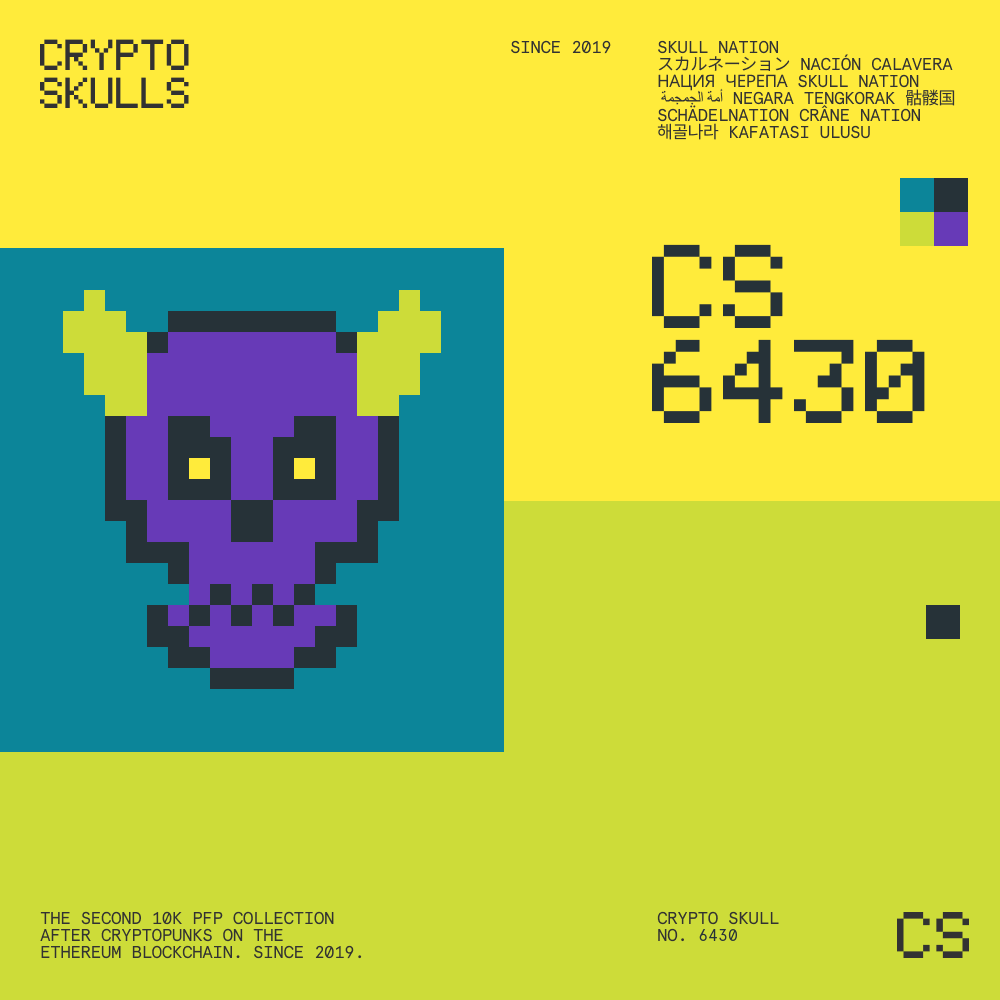 CRYPTO
SKULLS
SINCE 2019
SKULL NATION
スカルネーション NACIÓN CALAVERA
НАЦИЯ ЧЕРЕПА SKULL NATION
أمة الجمجمة NEGARA TENGKORAK 骷髅国
SCHÄDELNATION CRÂNE NATION
해골나라 KAFATASI ULUSU
CS
6430
THE SECOND 10K PFP COLLECTION
AFTER CRYPTOPUNKS ON THE
ETHEREUM BLOCKCHAIN. SINCE 2019.
CRYPTO SKULL
NO. 6430
CS